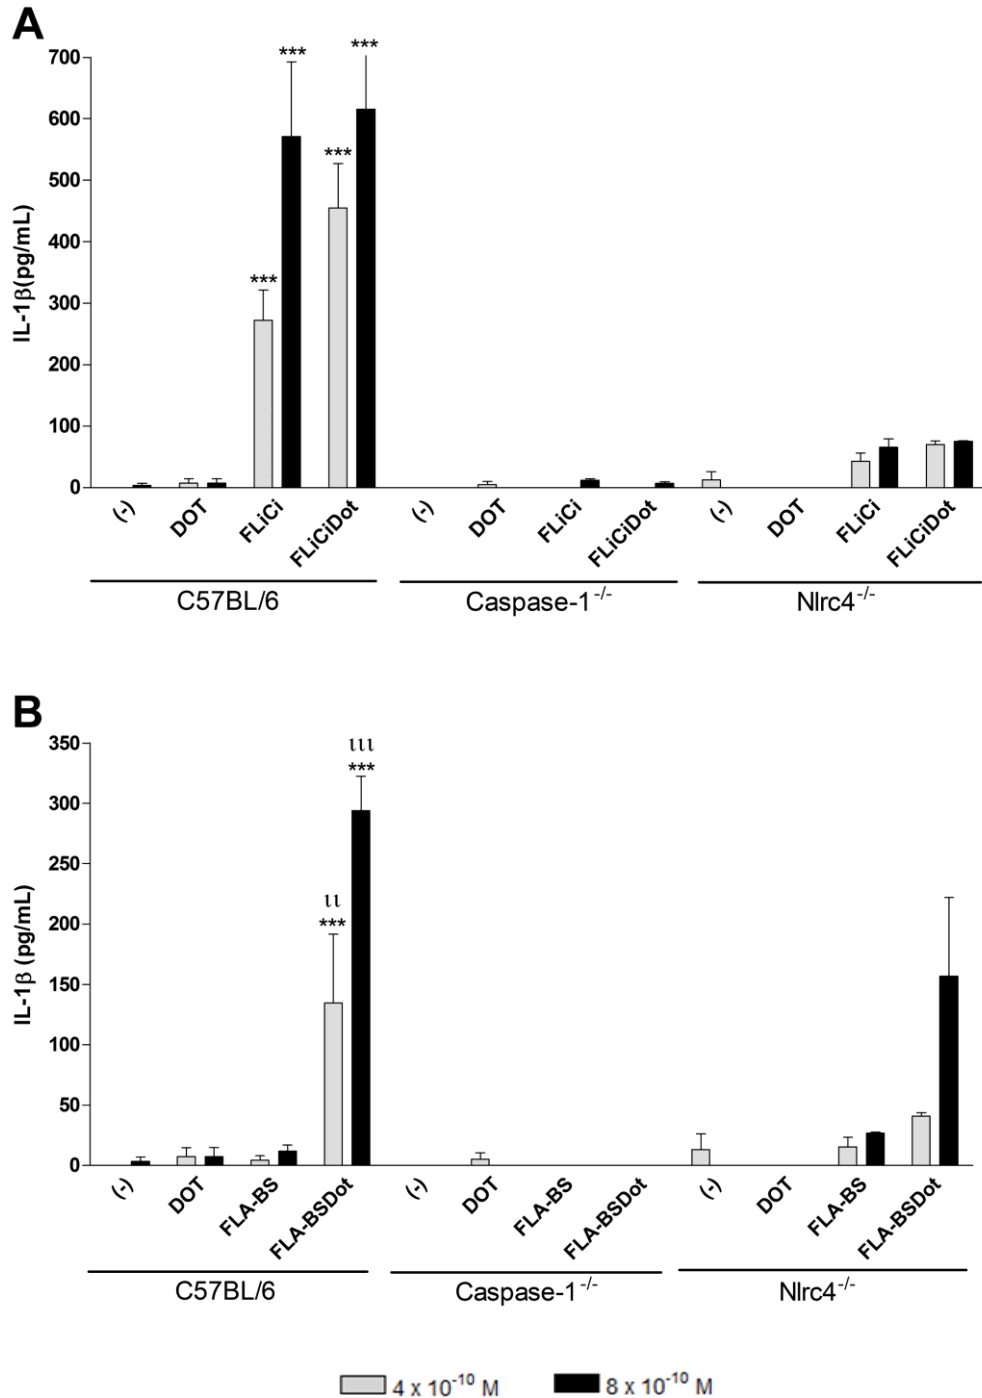 A
***
***
***
***
700
600
500
400
300
200
100
0
IL-1β(pg/mL)
(-) DOT FLiCi FLiCiDot (-) DOT FLiCi FLiCiDot (-) DOT FLiCi FLiCiDot
C57BL/6 Caspase-1-/- Nlrc4-/-
B
ιιι
***
ιι
***
350
300
250
200
150
100
50
0
IL-1β (pg/mL)
(-) DOT FLA-BS FLA-BSDot (-) DOT FLA-BS FLA-BSDot (-) DOT FLA-BS FLA-BSDot
C57BL/6 Caspase-1-/- Nlrc4-/-
4 x 10-10 M 8 x 10-10 M